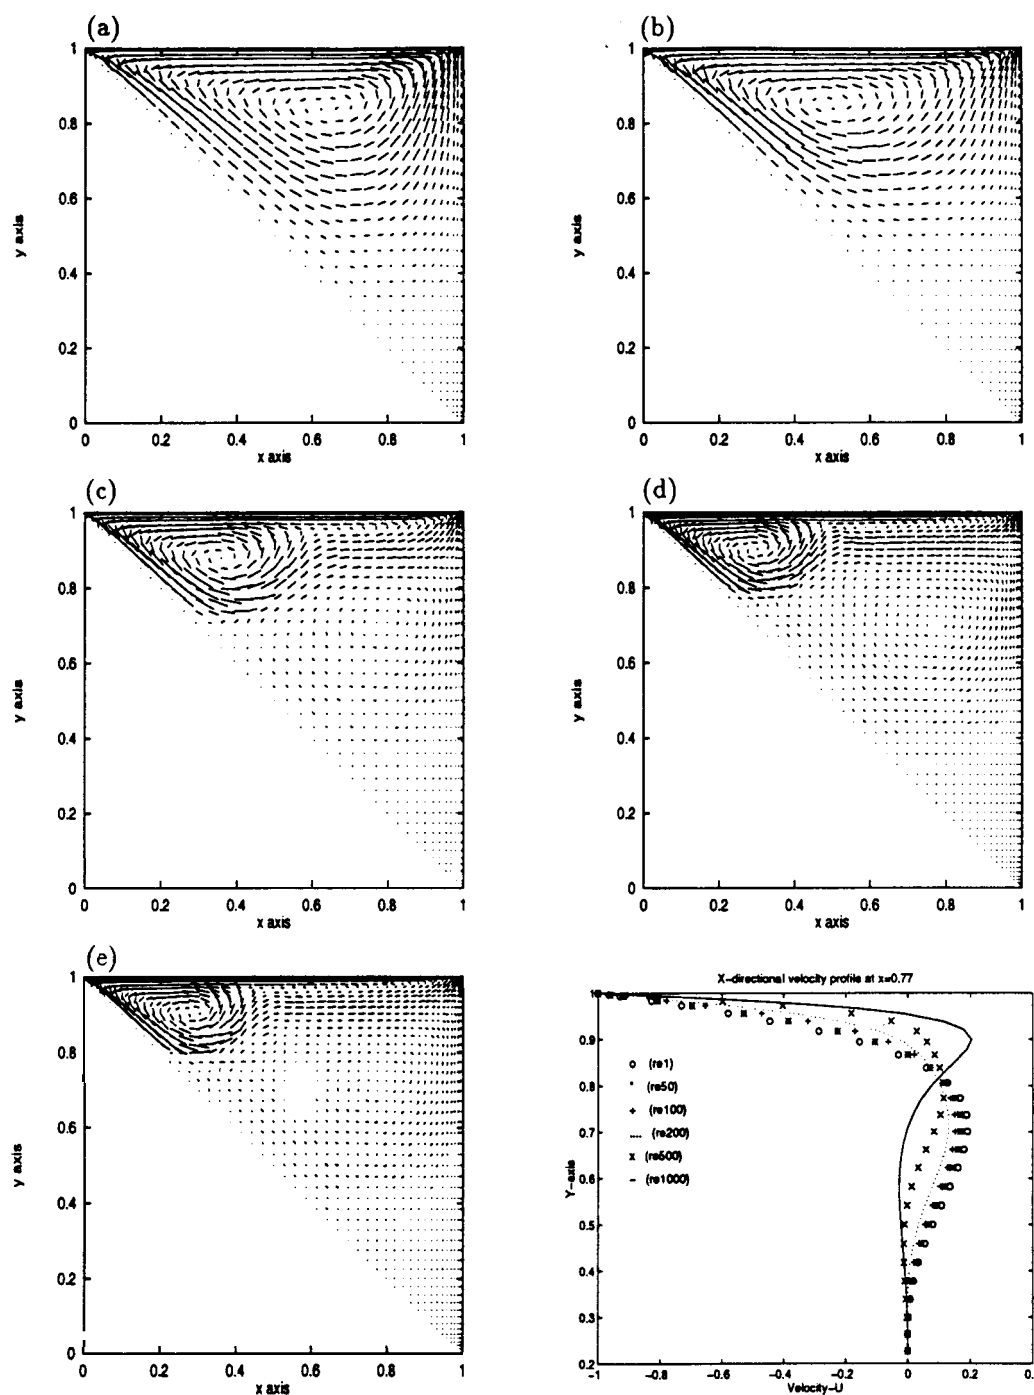 (a)
1
0.8
0.6
0.4
0.2
0
0 0.2 0.4 0.6 0.8 1
x axis
y axis
(b)
1
0.8
0.6
0.4
0.2
0
0 0.2 0.4 0.6 0.8 1
x axis
y axis
(c)
1
0.8
0.6
0.4
0.2
0
0 0.2 0.4 0.6 0.8 1
x axis
y axis
(d)
1
0.8
0.6
0.4
0.2
0
0 0.2 0.4 0.6 0.8 1
x axis
y axis
(e)
1
0.8
0.6
0.4
0.2
0
0 0.2 0.4 0.6 0.8 1
x axis
y axis
X-directional velocity profile at x=0.77
1
0.9
0.8
0.7
0.6
0.5
0.4
0.3
0.2
(re1)
(re50)
(re100)
(re200)
(re500)
(re1000)
-1 -0.8 -0.6 -0.4 -0.2 0 0.2 0.4
Velocity-U
Y-axis